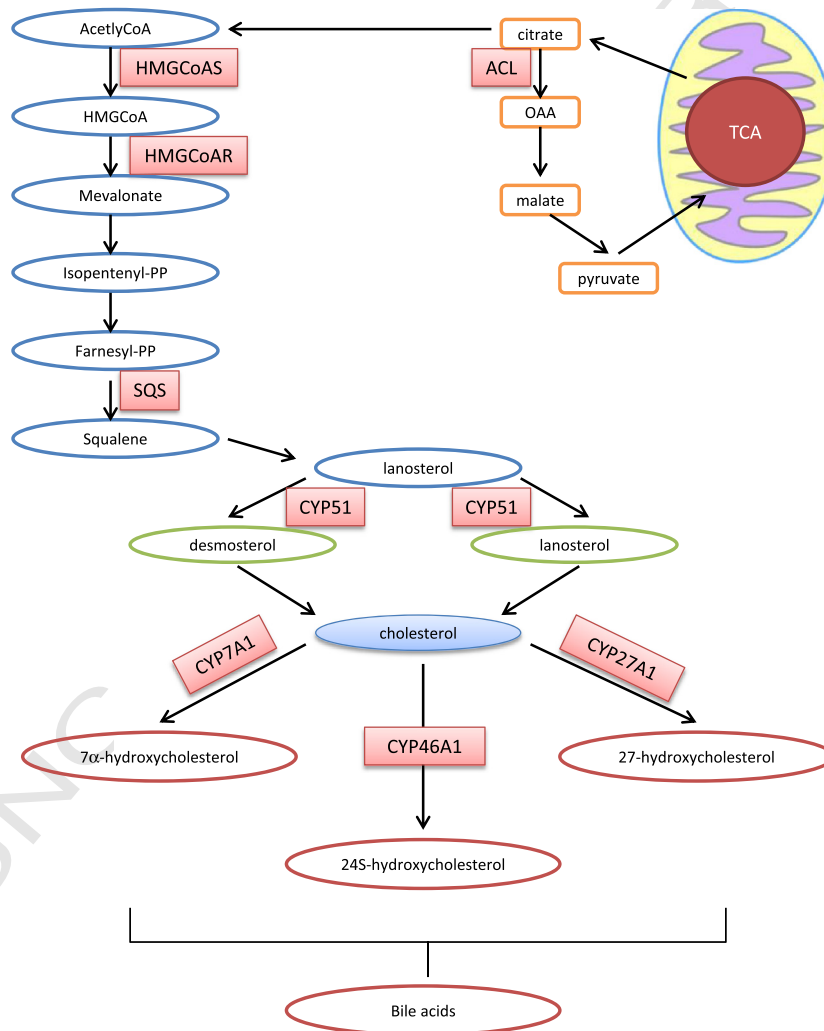 AcetlyCoA
citrate
HMGCoAS
ACL
TCA
HMGCoA
OAA
HMGCoAR
Mevalonate
malate
Isopentenyl-PP
pyruvate
Farnesyl-PP
SQS
Squalene
lanosterol
CYP51
CYP51
desmosterol
lanosterol
cholesterol
CYP7A1
CYP27A1
7α-hydroxycholesterol
CYP46A1
27-hydroxycholesterol
24S-hydroxycholesterol
Bile acids